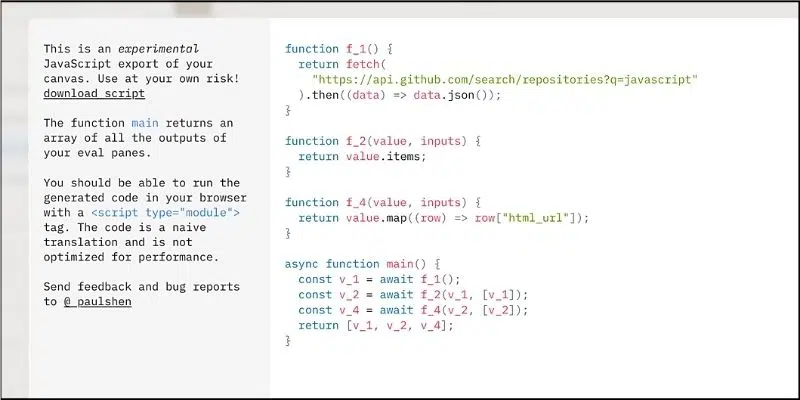 This is an experimental
JavaScript export of your
canvas. Use at your own risk!
download script
The function main returns an
array of all the outputs of
your eval panes.
You should be able to run the
generated code in your browser
with a <script type="module">
tag. The code is a naive
translation and is not
optimized for performance.
Send feedback and bug reports
to @_paulshen
function f_1() {
  return fetch(
    "https://api.github.com/search/repositories?q=javascript"
  ).then((data) => data.json());
}
function f_2(value, inputs) {
  return value.items;
}
function f_4(value, inputs) {
  return value.map((row) => row["html_url"]);
}
async function main() {
  const v_1 = await f_1();
  const v_2 = await f_2(v_1, [v_1]);
  const v_4 = await f_4(v_2, [v_2]);
  return [v_1, v_2, v_4];
}